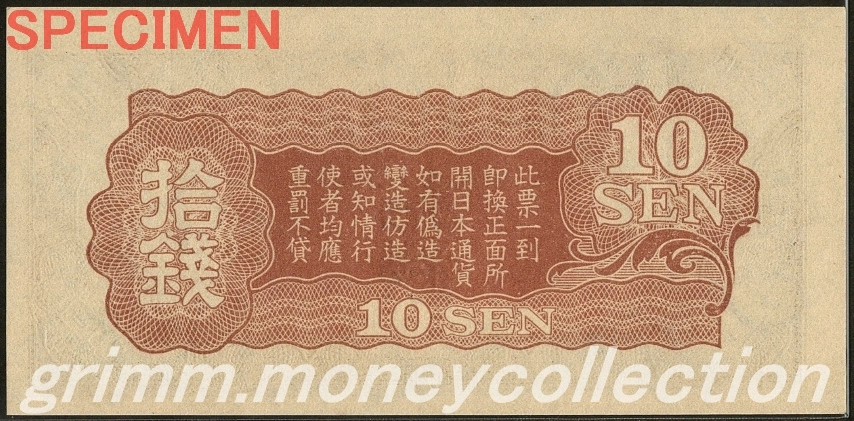 SPECIMEN
拾錢
10
SEN
此票一到
即換正面所
開日本通貨
如有偽造
變造仿造
或知情行
使者均應
重罰不貸
10 SEN
grimm.moneycollection